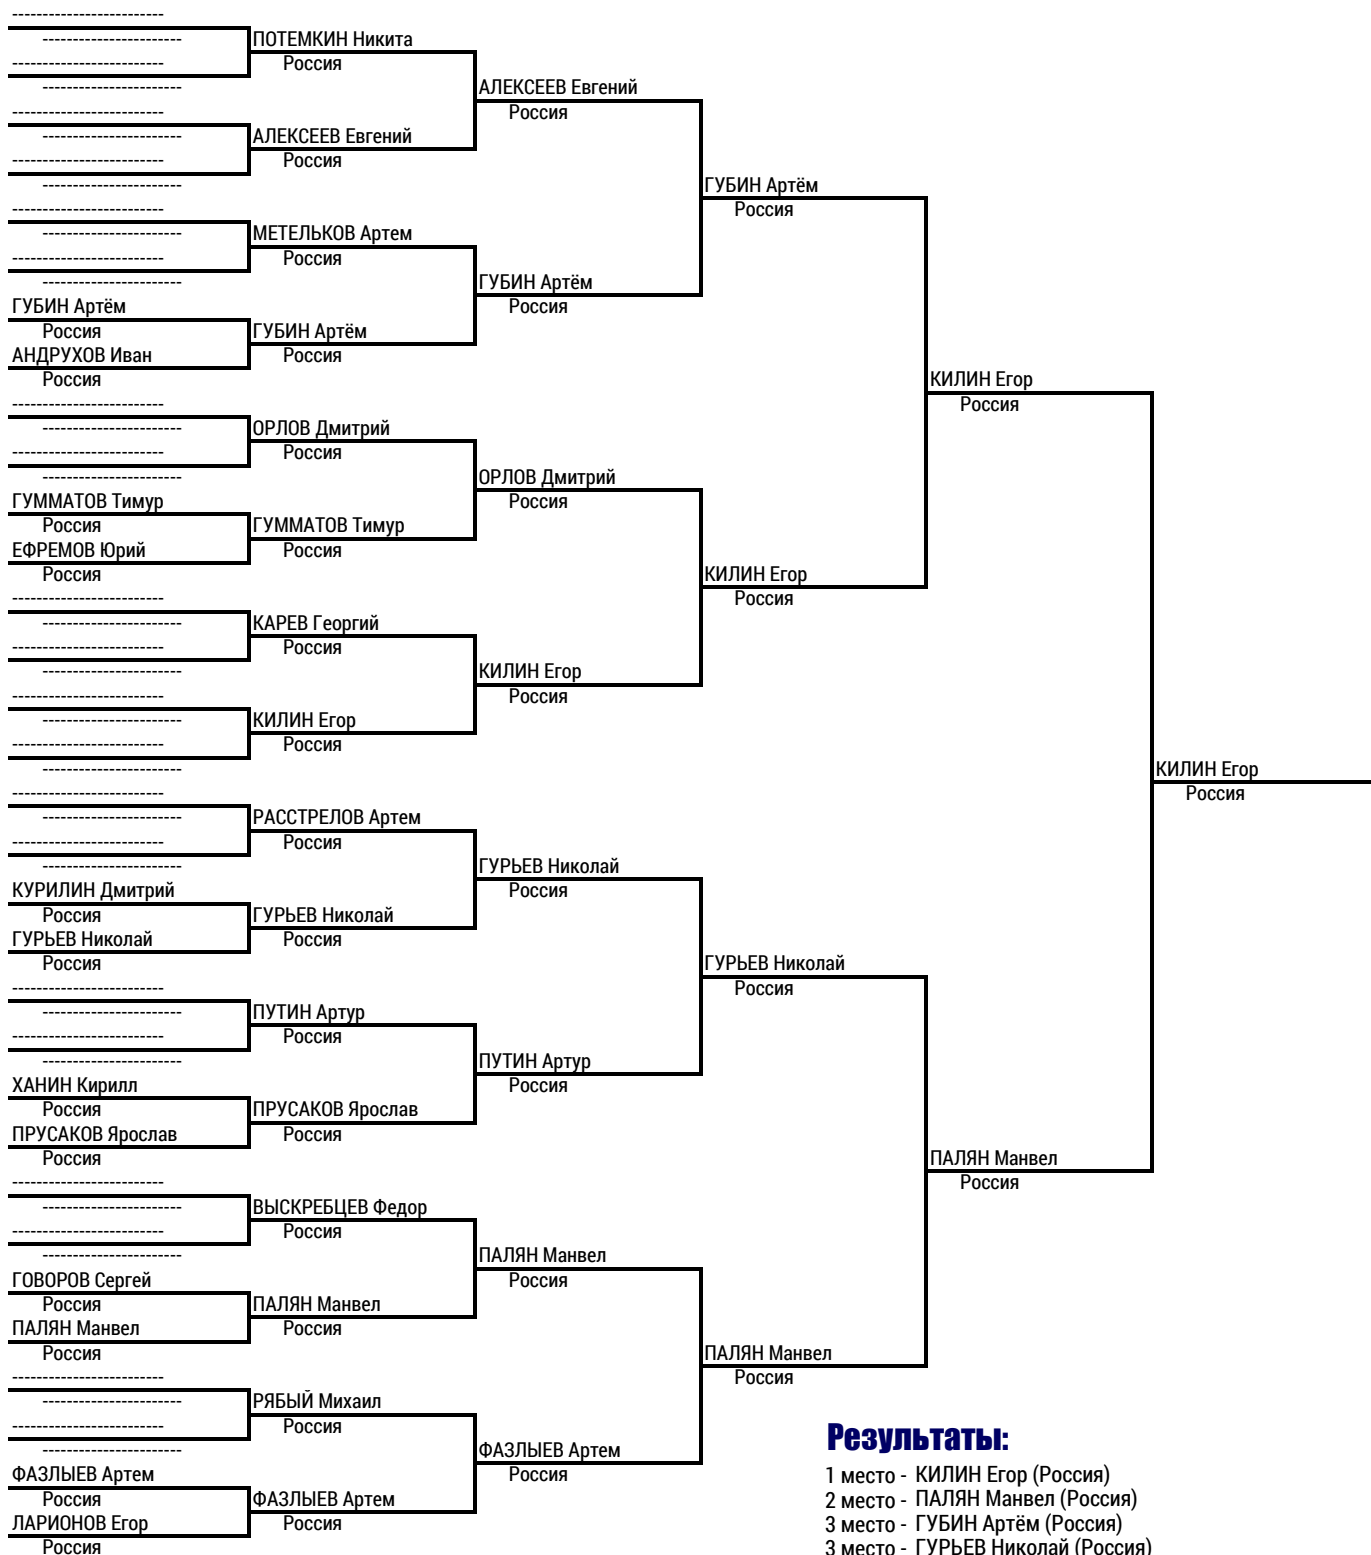 -------------------------
-----------------------
ПОТЕМКИН Никита
-------------------------
Россия
-----------------------
АЛЕКСЕЕВ Евгений
-------------------------
Россия
-----------------------
АЛЕКСЕЕВ Евгений
-------------------------
Россия
-----------------------
ГУБИН Артём
-------------------------
Россия
-----------------------
МЕТЕЛЬКОВ Артем
-------------------------
Россия
-----------------------
ГУБИН Артём
ГУБИН Артём
Россия
Россия
ГУБИН Артём
АНДРУХОВ Иван
Россия
Россия
КИЛИН Егор
-------------------------
Россия
-----------------------
ОРЛОВ Дмитрий
-------------------------
Россия
-----------------------
ОРЛОВ Дмитрий
ГУММАТОВ Тимур
Россия
Россия
ГУММАТОВ Тимур
ЕФРЕМОВ Юрий
Россия
Россия
КИЛИН Егор
-------------------------
Россия
-----------------------
КАРЕВ Георгий
-------------------------
Россия
-----------------------
КИЛИН Егор
-------------------------
Россия
-----------------------
КИЛИН Егор
-------------------------
Россия
-----------------------
КИЛИН Егор
-------------------------
Россия
-----------------------
РАССТРЕЛОВ Артем
-------------------------
Россия
-----------------------
ГУРЬЕВ Николай
КУРИЛИН Дмитрий
Россия
Россия
ГУРЬЕВ Николай
ГУРЬЕВ Николай
Россия
Россия
ГУРЬЕВ Николай
-------------------------
Россия
-----------------------
ПУТИН Артур
-------------------------
Россия
-----------------------
ПУТИН Артур
ХАНИН Кирилл
Россия
Россия
ПРУСАКОВ Ярослав
ПРУСАКОВ Ярослав
Россия
Россия
ПАЛЯН Манвел
-------------------------
Россия
-----------------------
ВЫСКРЕБЦЕВ Федор
-------------------------
Россия
-----------------------
ПАЛЯН Манвел
ГОВОРОВ Сергей
Россия
Россия
ПАЛЯН Манвел
ПАЛЯН Манвел
Россия
Россия
ПАЛЯН Манвел
-------------------------
Россия
-----------------------
РЯБЫЙ Михаил
-------------------------
Россия
-----------------------
ФАЗЛЫЕВ Артем
ФАЗЛЫЕВ Артем
Россия
Россия
ФАЗЛЫЕВ Артем
ЛАРИОНОВ Егор
Россия
Россия
Результаты:
1 место - КИЛИН Егор (Россия)
2 место - ПАЛЯН Манвел (Россия)
3 место - ГУБИН Артём (Россия)
3 место - ГУРЬЕВ Николай (Россия)